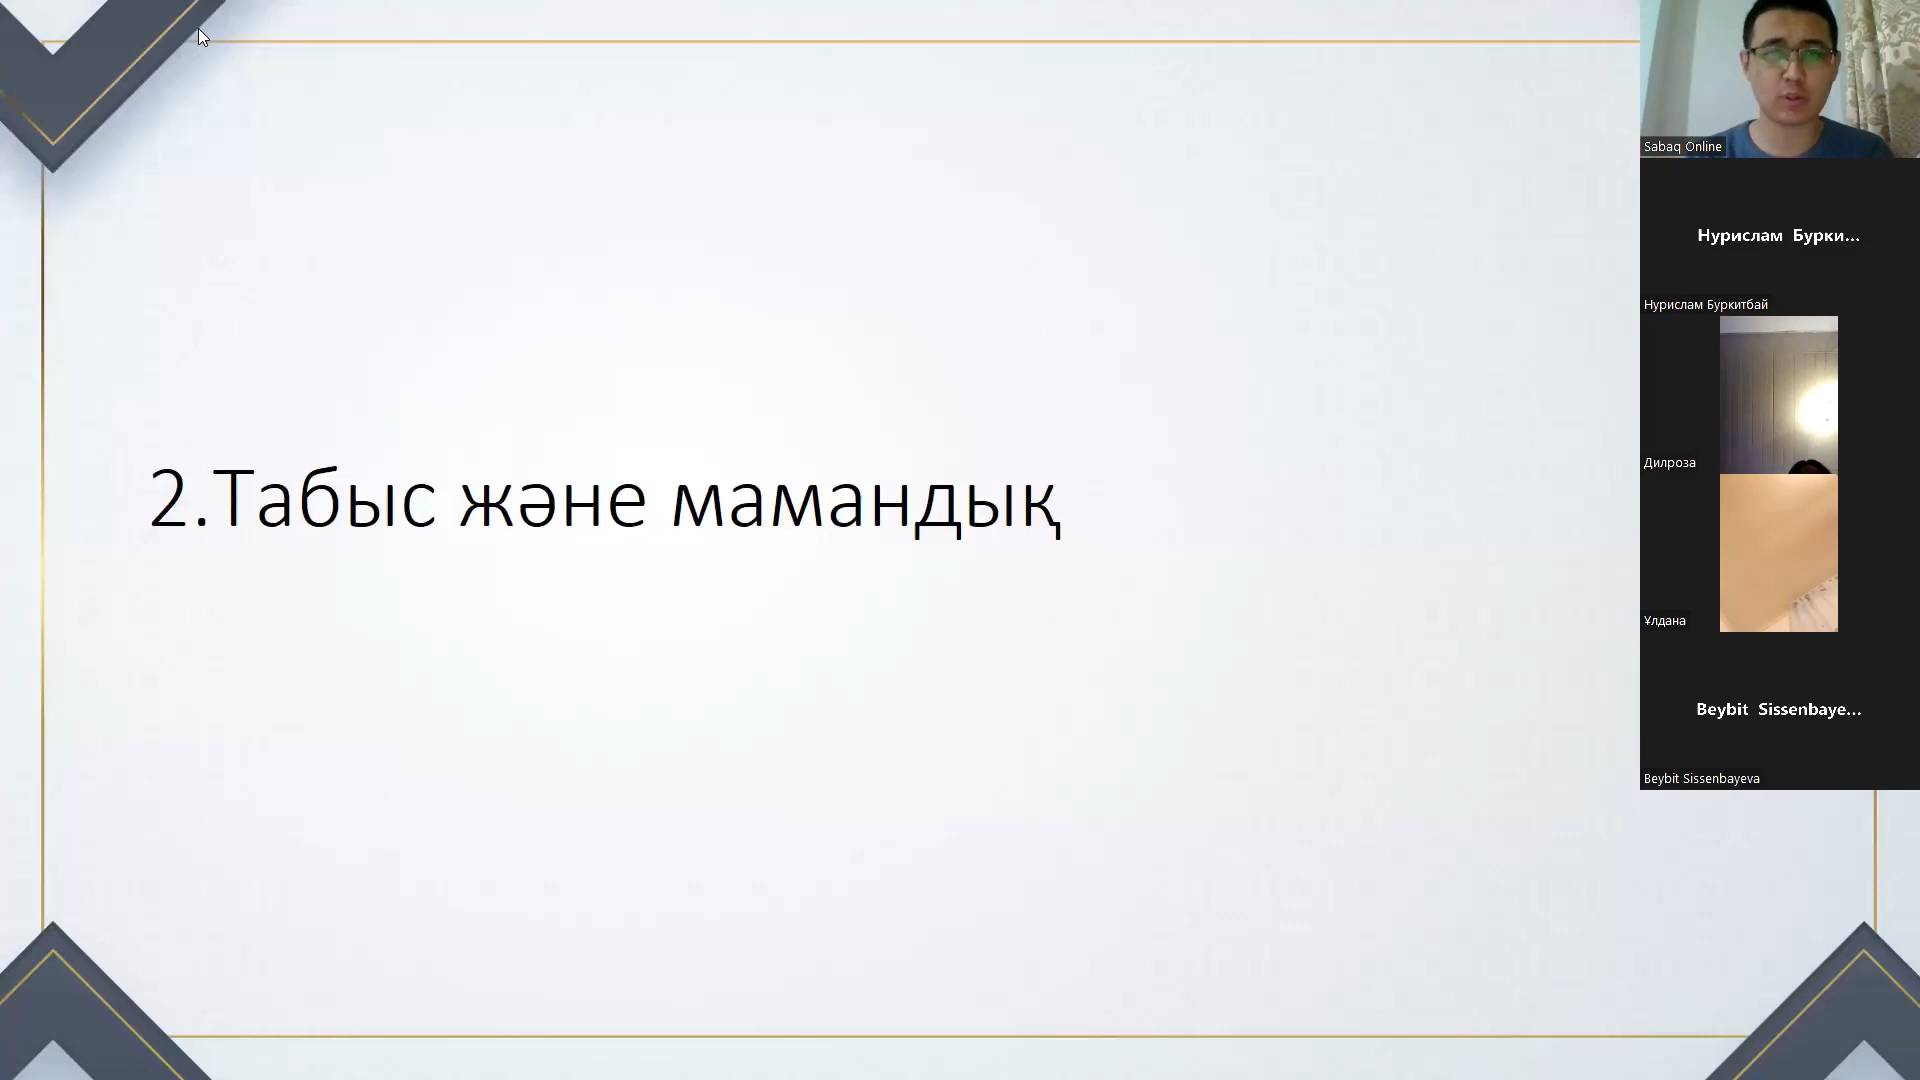 2.Табыс және мамандық
Sabaq Online
Нурислам Бурки...
Нурислам Буркитбай
Дилроза
Ұлдана
Beybit Sissenbaye...
Beybit Sissenbayeva